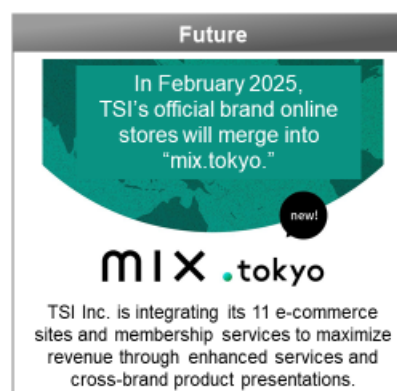 Future
In February 2025,
TSI's official brand online
stores will merge into
“mix.tokyo.”
new!
mix.tokyo
TSI Inc. is integrating its 11 e-commerce
sites and membership services to maximize
revenue through enhanced services and
cross-brand product presentations.